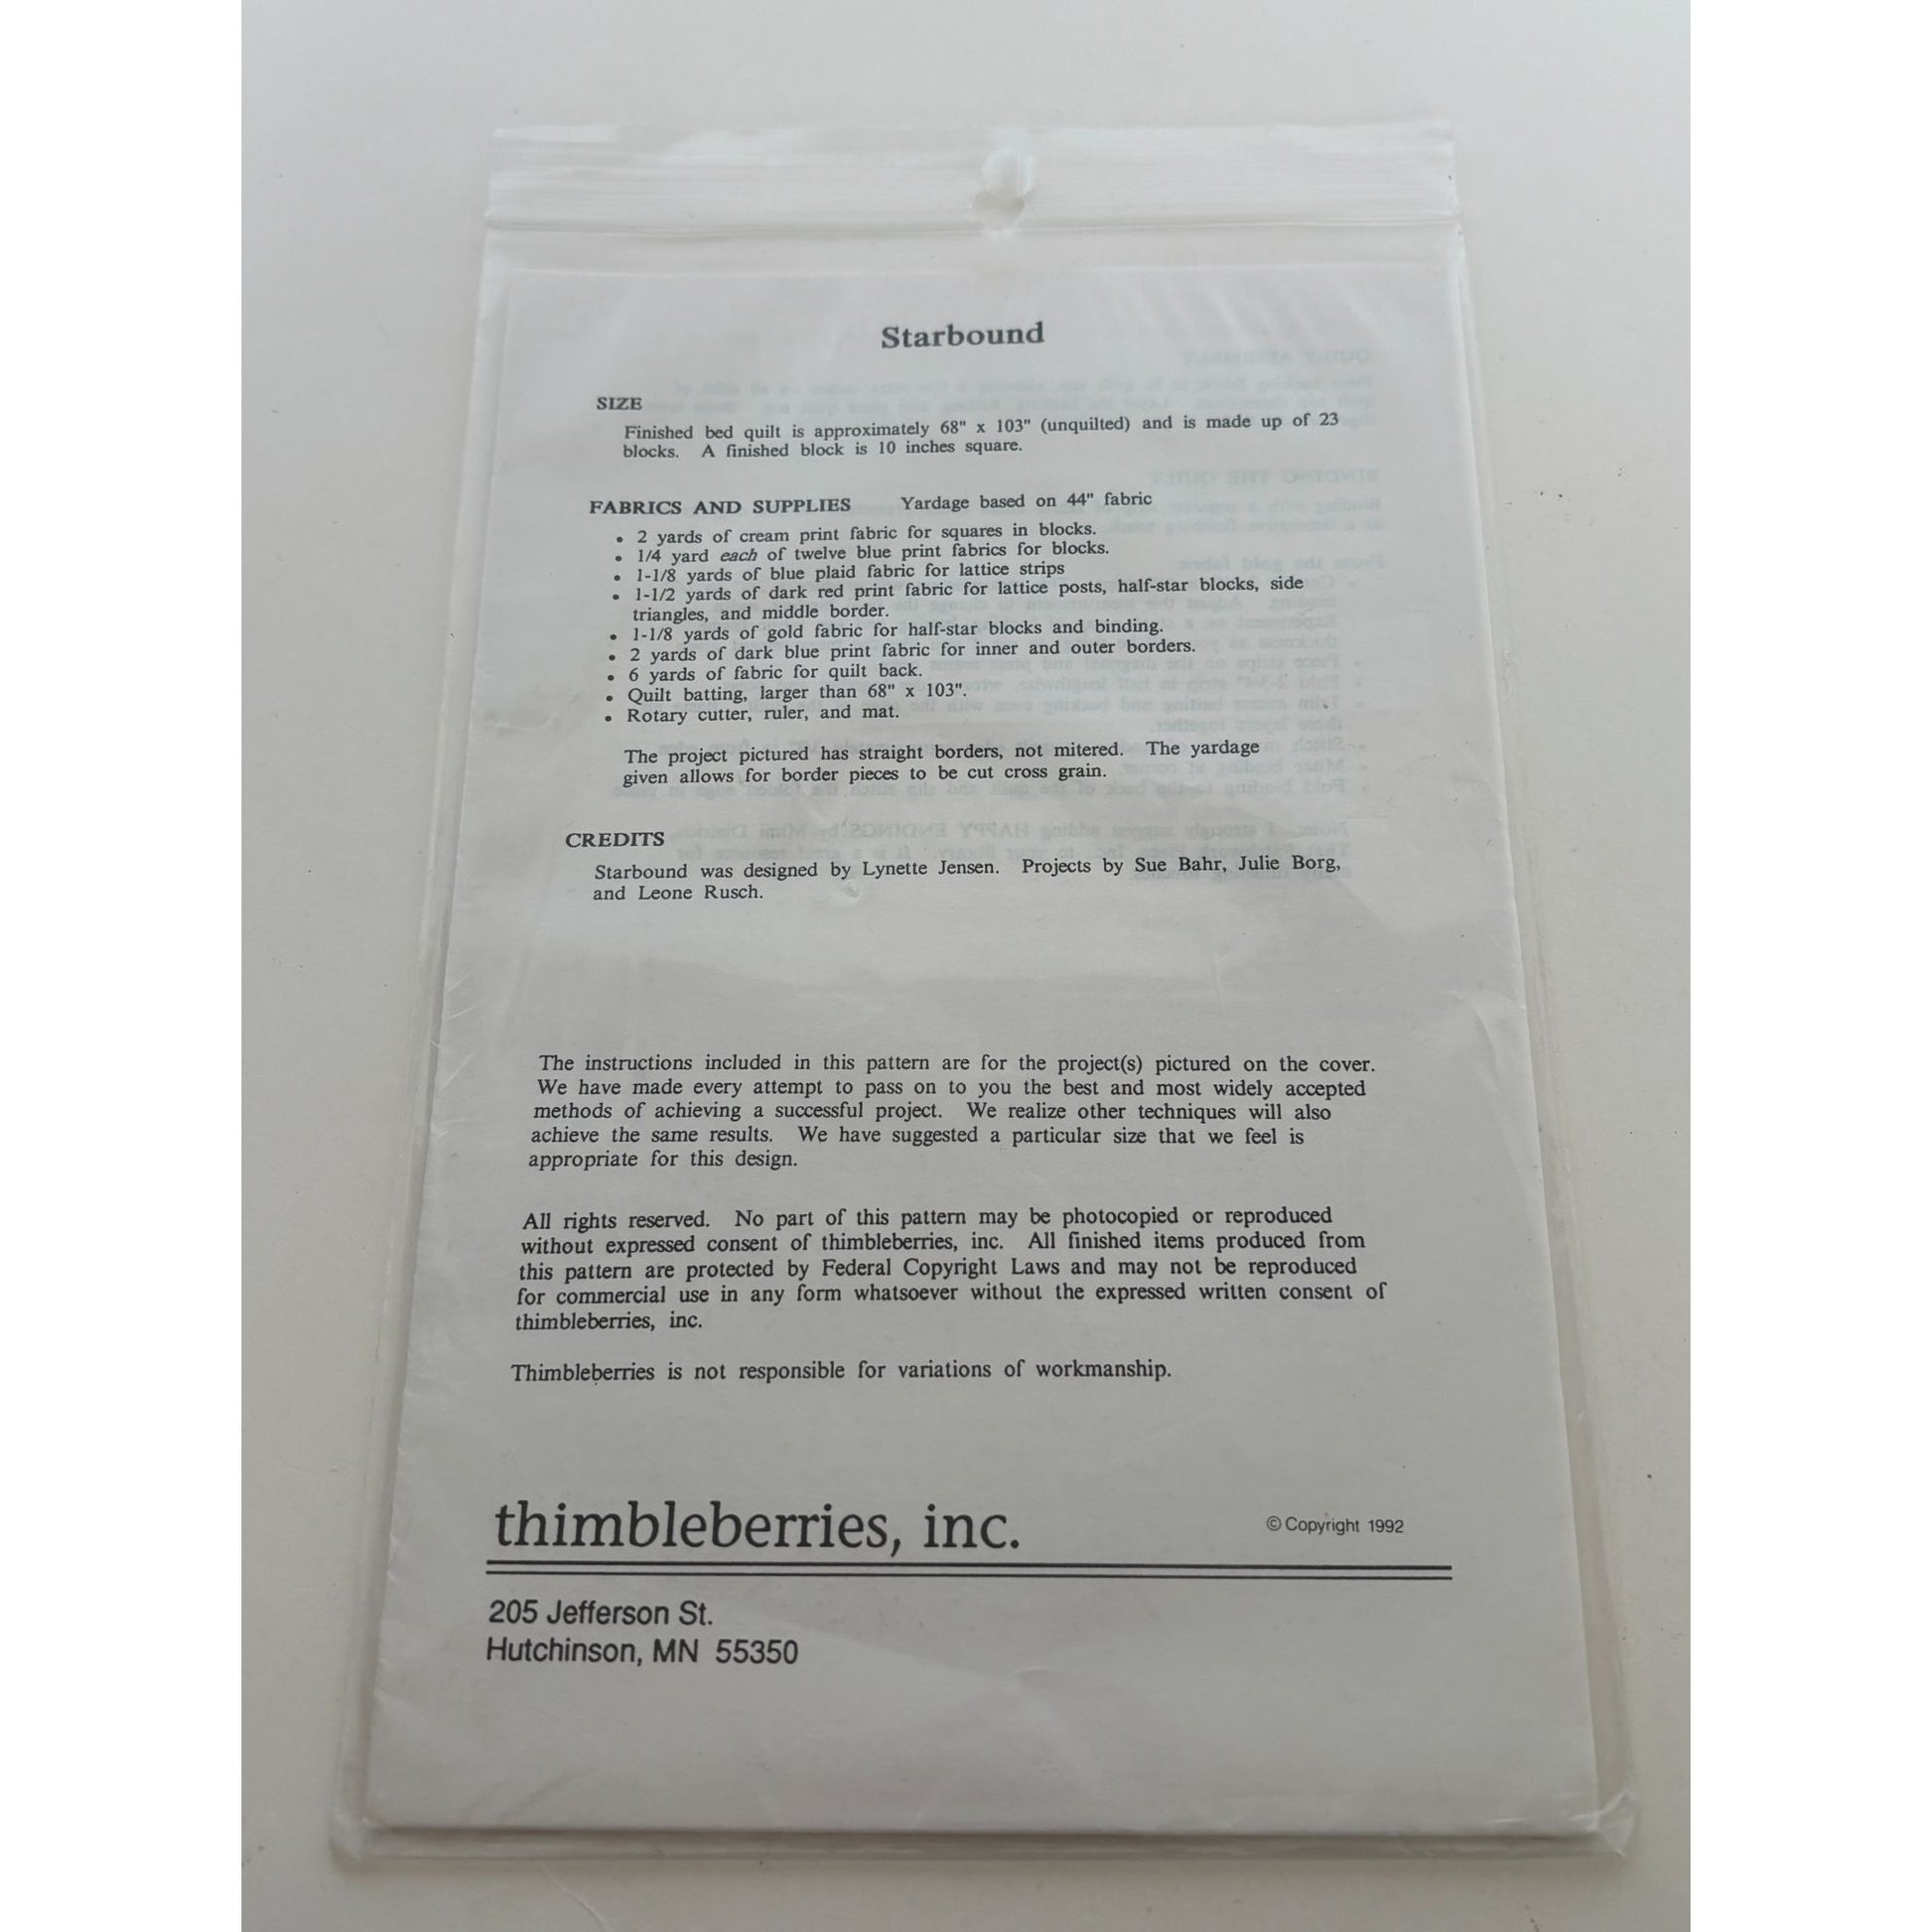 Starbound
SIZE
Finished bed quilt is approximately 68" x 103" (unquilted) and is made up of 23
blocks. A finished block is 10 inches square.
FABRICS AND SUPPLIES Yardage based on 44" fabric
• 2 yards of cream print fabric for squares in blocks.
• 1/4 yard each of twelve blue print fabrics for blocks.
• 1-1/8 yards of blue plaid fabric for lattice strips
• 1-1/2 yards of dark red print fabric for lattice posts, half-star blocks, side
triangles, and middle border.
• 1-1/8 yards of gold fabric for half-star blocks and binding.
• 2 yards of dark blue print fabric for inner and outer borders.
• 6 yards of fabric for quilt back.
• Quilt batting, larger than 68" x 103".
• Rotary cutter, ruler, and mat.
The project pictured has straight borders, not mitered. The yardage
given allows for border pieces to be cut cross grain.
CREDITS
Starbound was designed by Lynette Jensen. Projects by Sue Bahr, Julie Borg,
and Leone Rusch.
The instructions included in this pattern are for the project(s) pictured on the cover.
We have made every attempt to pass on to you the best and most widely accepted
methods of achieving a successful project. We realize other techniques will also
achieve the same results. We have suggested a particular size that we feel is
appropriate for this design.
All rights reserved. No part of this pattern may be photocopied or reproduced
without expressed consent of thimbleberries, inc. All finished items produced from
this pattern are protected by Federal Copyright Laws and may not be reproduced
for commercial use in any form whatsoever without the expressed written consent of
thimbleberries, inc.
Thimbleberries is not responsible for variations of workmanship.
thimbleberries, inc. © Copyright 1992
205 Jefferson St.
Hutchinson, MN 55350